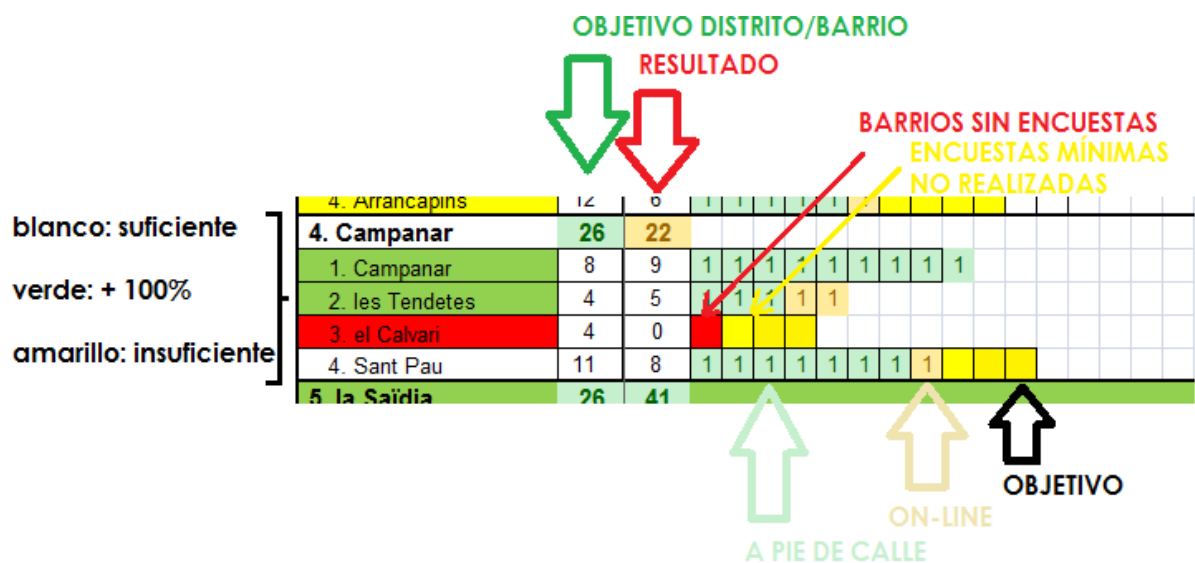 OBJETIVO DISTRITO/BARRIO
RESULTADO
BARRIOS SIN ENCUESTAS
ENCUESTAS MÍNIMAS
NO REALIZADAS
blanco: suficiente
verde: + 100%
amarillo: insuficiente
4. Arrancapins 12 6 1 1 1 1 1 1
4. Campanar 26 22
1. Campanar 8 9 1 1 1 1 1 1 1 1 1
2. les Tendetes 4 5 1 1 1 1 1
3. el Calvari 4 0
4. Sant Pau 11 8 1 1 1 1 1 1 1 1
5. la Saïdia 26 41
OBJETIVO
ON-LINE
A PIE DE CALLE